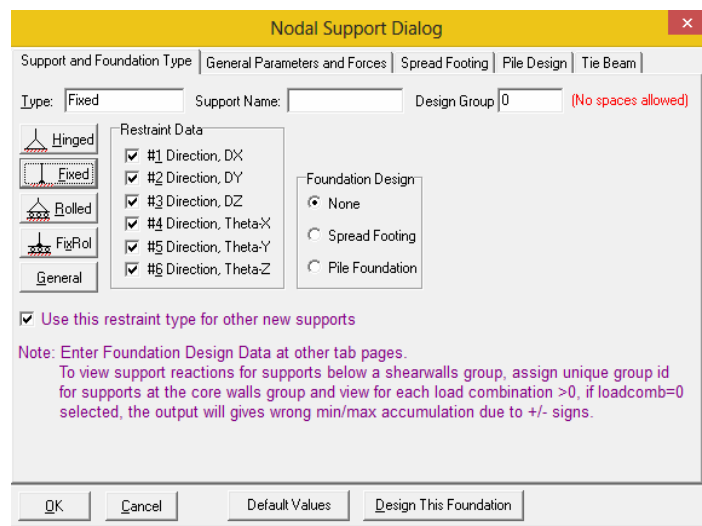 Nodal Support Dialog
×
Support and Foundation Type General Parameters and Forces Spread Footing Pile Design Tie Beam
Type: Fixed Support Name: Design Group 0 (No spaces allowed)
Hinged
Fixed
Rolled
FixRol
General
Restraint Data
#1 Direction, DX
#2 Direction, DY
#3 Direction, DZ
#4 Direction, Theta-X
#5 Direction, Theta-Y
#6 Direction, Theta-Z
Foundation Design
None
Spread Footing
Pile Foundation
Use this restraint type for other new supports
Note: Enter Foundation Design Data at other tab pages.
To view support reactions for supports below a shearwalls group, assign unique group id
for supports at the core walls group and view for each load combination >0, if loadcomb=0
selected, the output will gives wrong min/max accumulation due to +/- signs.
OK Cancel Default Values Design This Foundation